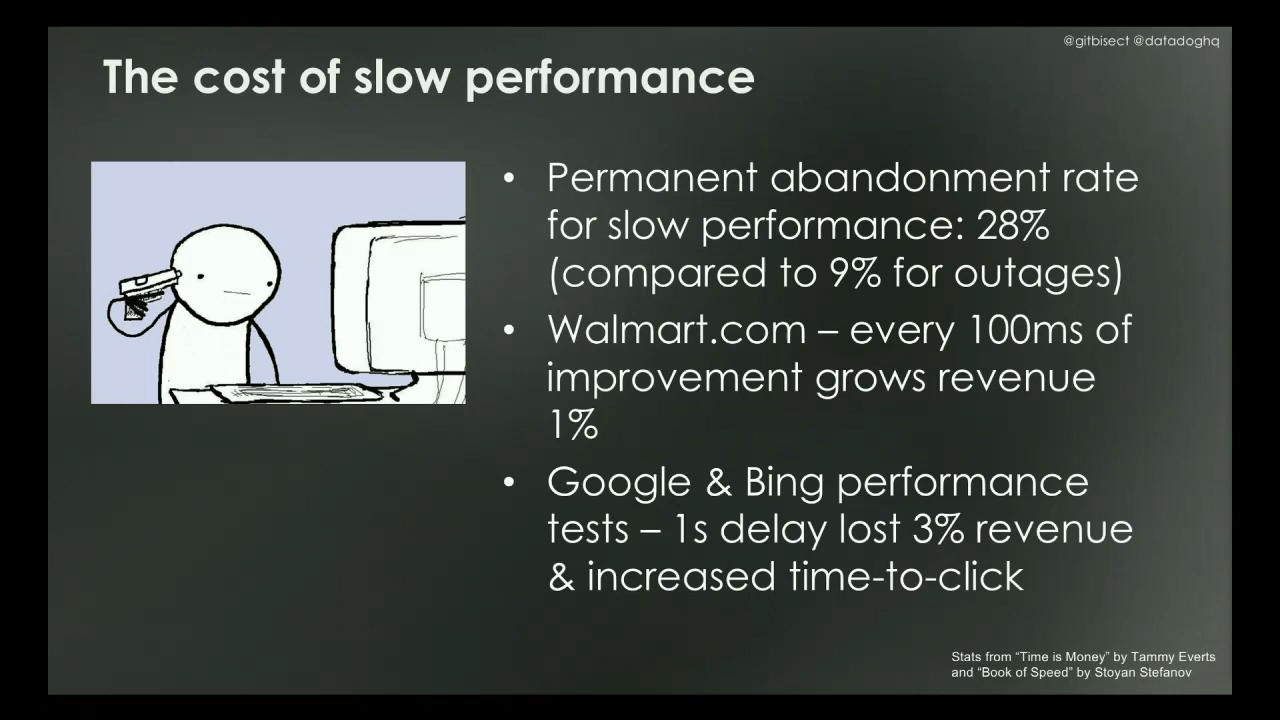 @gitbisect @datadoghq
The cost of slow performance
• Permanent abandonment rate
for slow performance: 28%
(compared to 9% for outages)
• Walmart.com – every 100ms of
improvement grows revenue
1%
• Google & Bing performance
tests – 1s delay lost 3% revenue
& increased time-to-click
Stats from “Time is Money” by Tammy Everts
and “Book of Speed” by Stoyan Stefanov